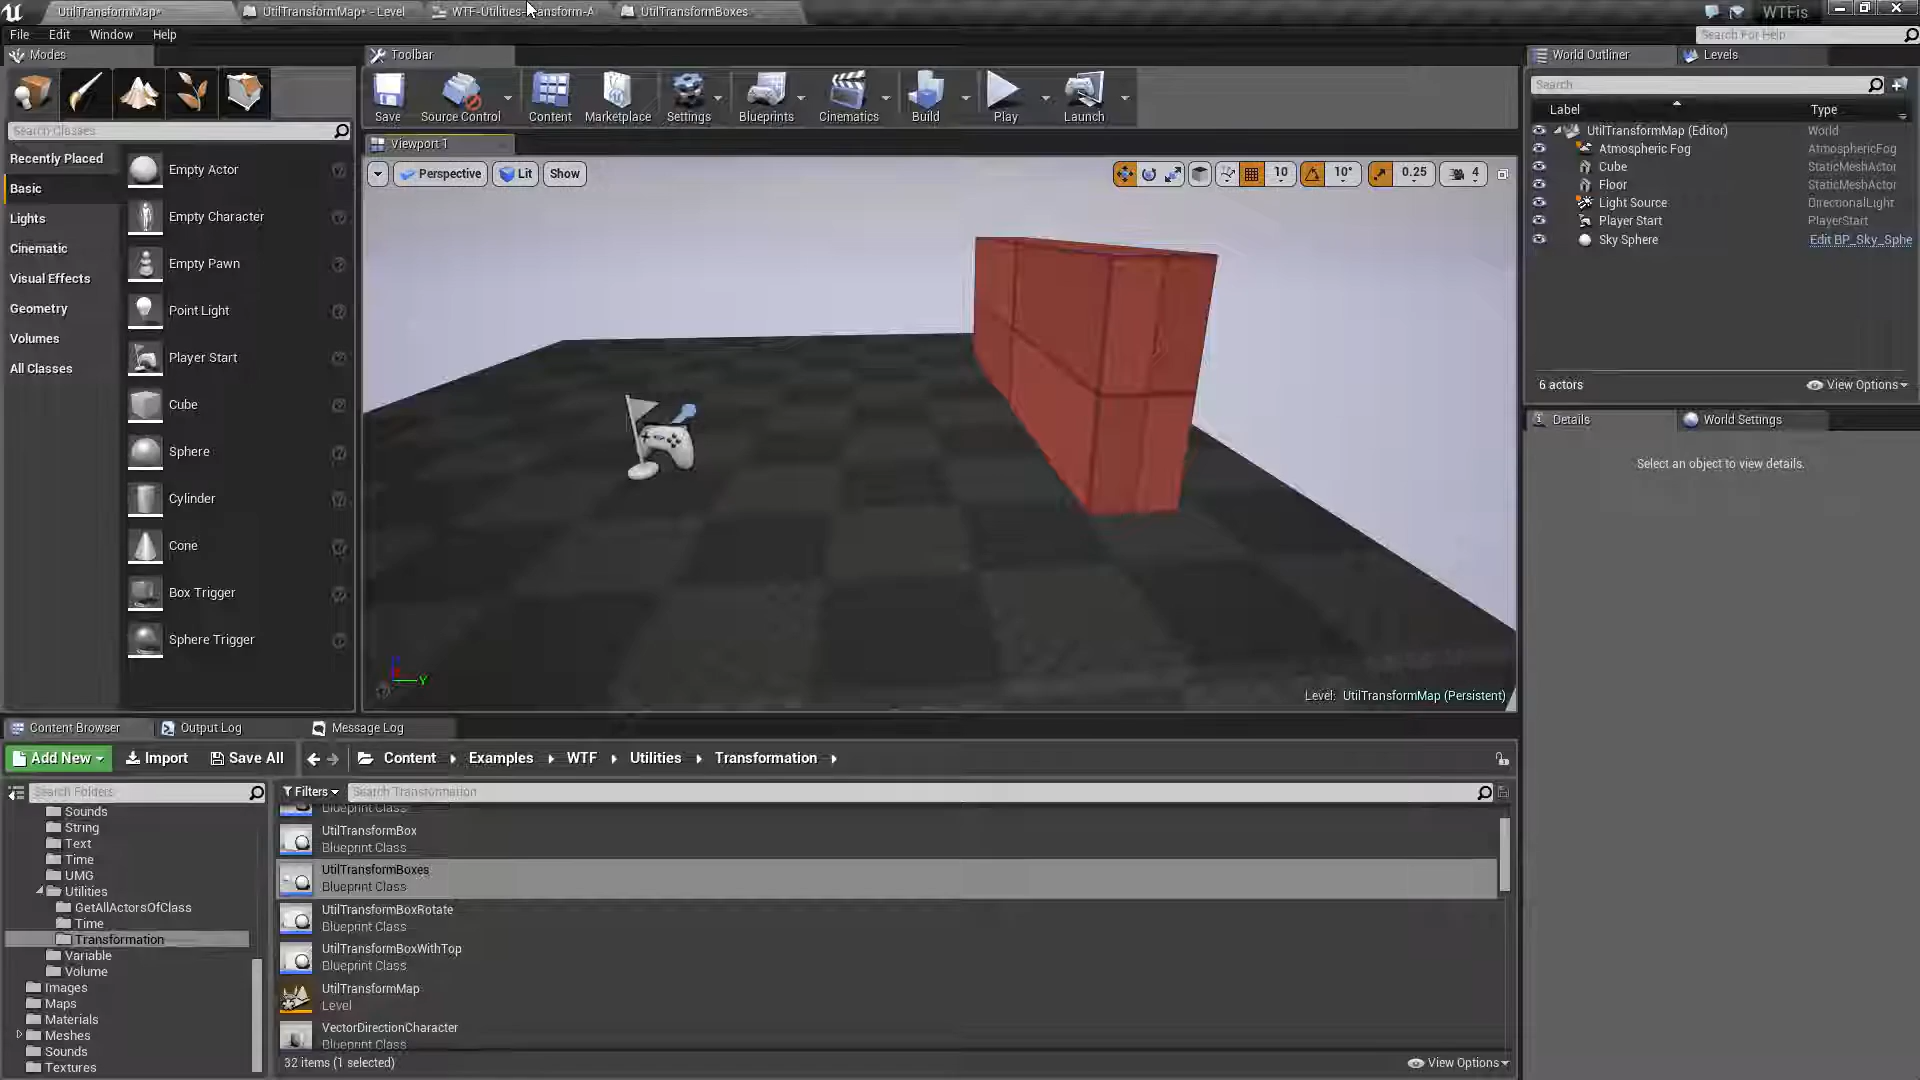 UtilTransformMap*
UtilTransformMap* - Level
WTF-Utilities-Transform-A
UtilTransformBoxes
WTFis
File
Edit
Window
Help
Search For Help
Modes
Toolbar
World Outliner
Levels
Save
Source Control
Content
Marketplace
Settings
Blueprints
Cinematics
Build
Play
Launch
Search
Label
Type
Search Classes
Viewport 1
Perspective
Lit
Show
10
10°
0.25
4
Recently Placed
Basic
Lights
Cinematic
Visual Effects
Geometry
Volumes
All Classes
Empty Actor
Empty Character
Empty Pawn
Point Light
Player Start
Cube
Sphere
Cylinder
Cone
Box Trigger
Sphere Trigger
UtilTransformMap (Editor)
World
Atmospheric Fog
AtmosphericFog
Cube
StaticMeshActor
Floor
StaticMeshActor
Light Source
DirectionalLight
Player Start
PlayerStart
Sky Sphere
Edit BP_Sky_Sphe
6 actors
View Options
Details
World Settings
Select an object to view details.
Y
Level: UtilTransformMap (Persistent)
Content Browser
Output Log
Message Log
Add New
Import
Save All
Content
Examples
WTF
Utilities
Transformation
Search Folders
Filters
Search Transformation
Sounds
String
Text
Time
UMG
Utilities
GetAllActorsOfClass
Time
Transformation
Variable
Volume
Images
Maps
Materials
Meshes
Sounds
Textures
Blueprint Class
UtilTransformBox
Blueprint Class
UtilTransformBoxes
Blueprint Class
UtilTransformBoxRotate
Blueprint Class
UtilTransformBoxWithTop
Blueprint Class
UtilTransformMap
Level
VectorDirectionCharacter
Blueprint Class
32 items (1 selected)
View Options